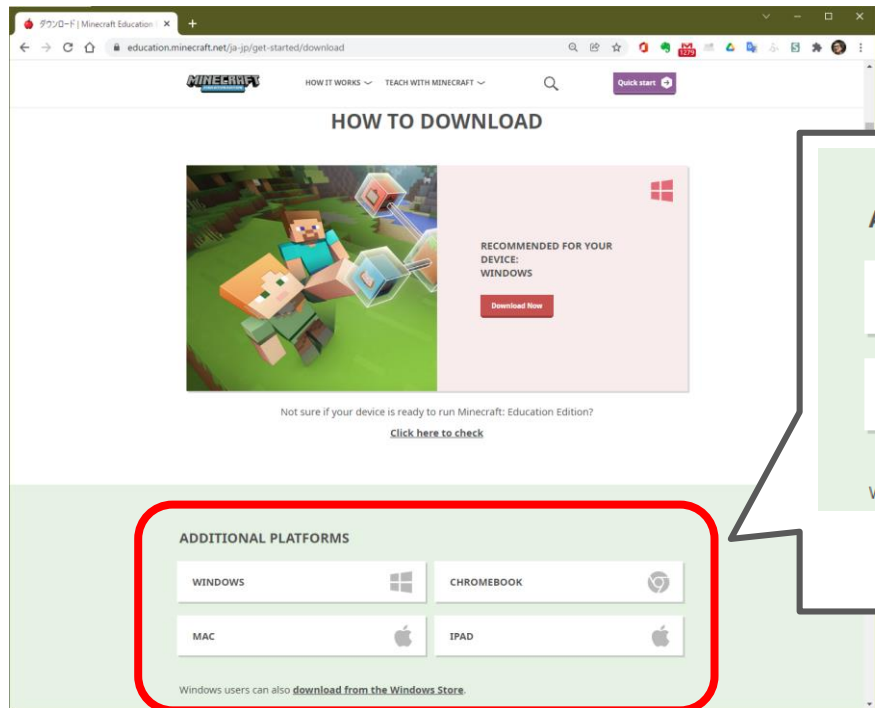 ダウンロード | Minecraft Education
education.minecraft.net/ja-jp/get-started/download
1279
MINECRAFT
HOW IT WORKS
TEACH WITH MINECRAFT
Quick start
HOW TO DOWNLOAD
RECOMMENDED FOR YOUR
DEVICE:
WINDOWS
Download Now
Not sure if your device is ready to run Minecraft: Education Edition?
Click here to check
ADDITIONAL PLATFORMS
WINDOWS
CHROMEBOOK
MAC
IPAD
Windows users can also download from the Windows Store.